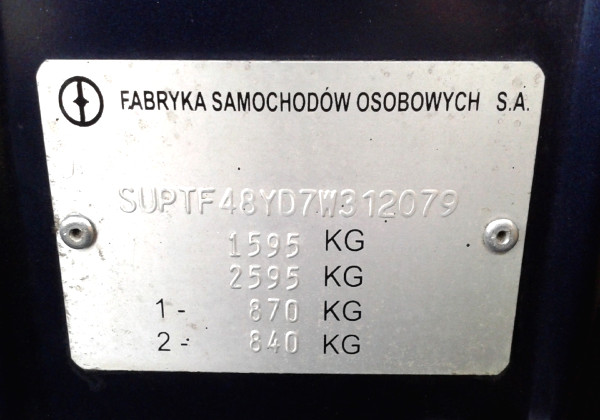 FABRYKA SAMOCHODÓW OSOBOWYCH S.A.
SUPTF48YD7W312079
1595 KG
2595 KG
1- 870 KG
2- 840 KG